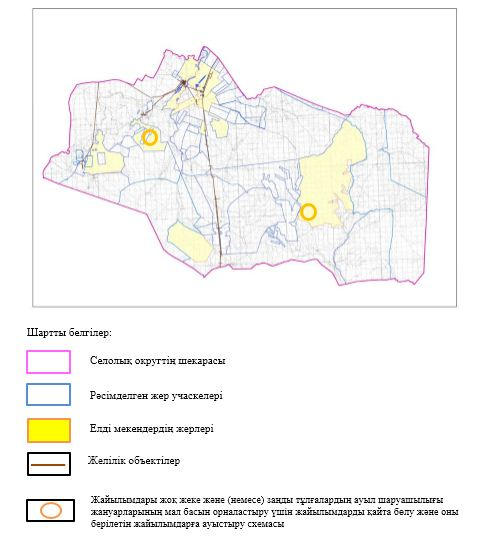 Шартты белгілер:
Селолық округтің шекарасы
Рәсімделген жер учаскелері
Елді мекендердің жерлері
Желілік объектілер
Жайылымдары жоқ жеке және (немесе) заңды тұлғалардың ауыл шаруашылығы
жануарларының мал басын орналастыру үшін жайылымдарды қайта бөлу және оны
берілетін жайылымдарға ауыстыру схемасы